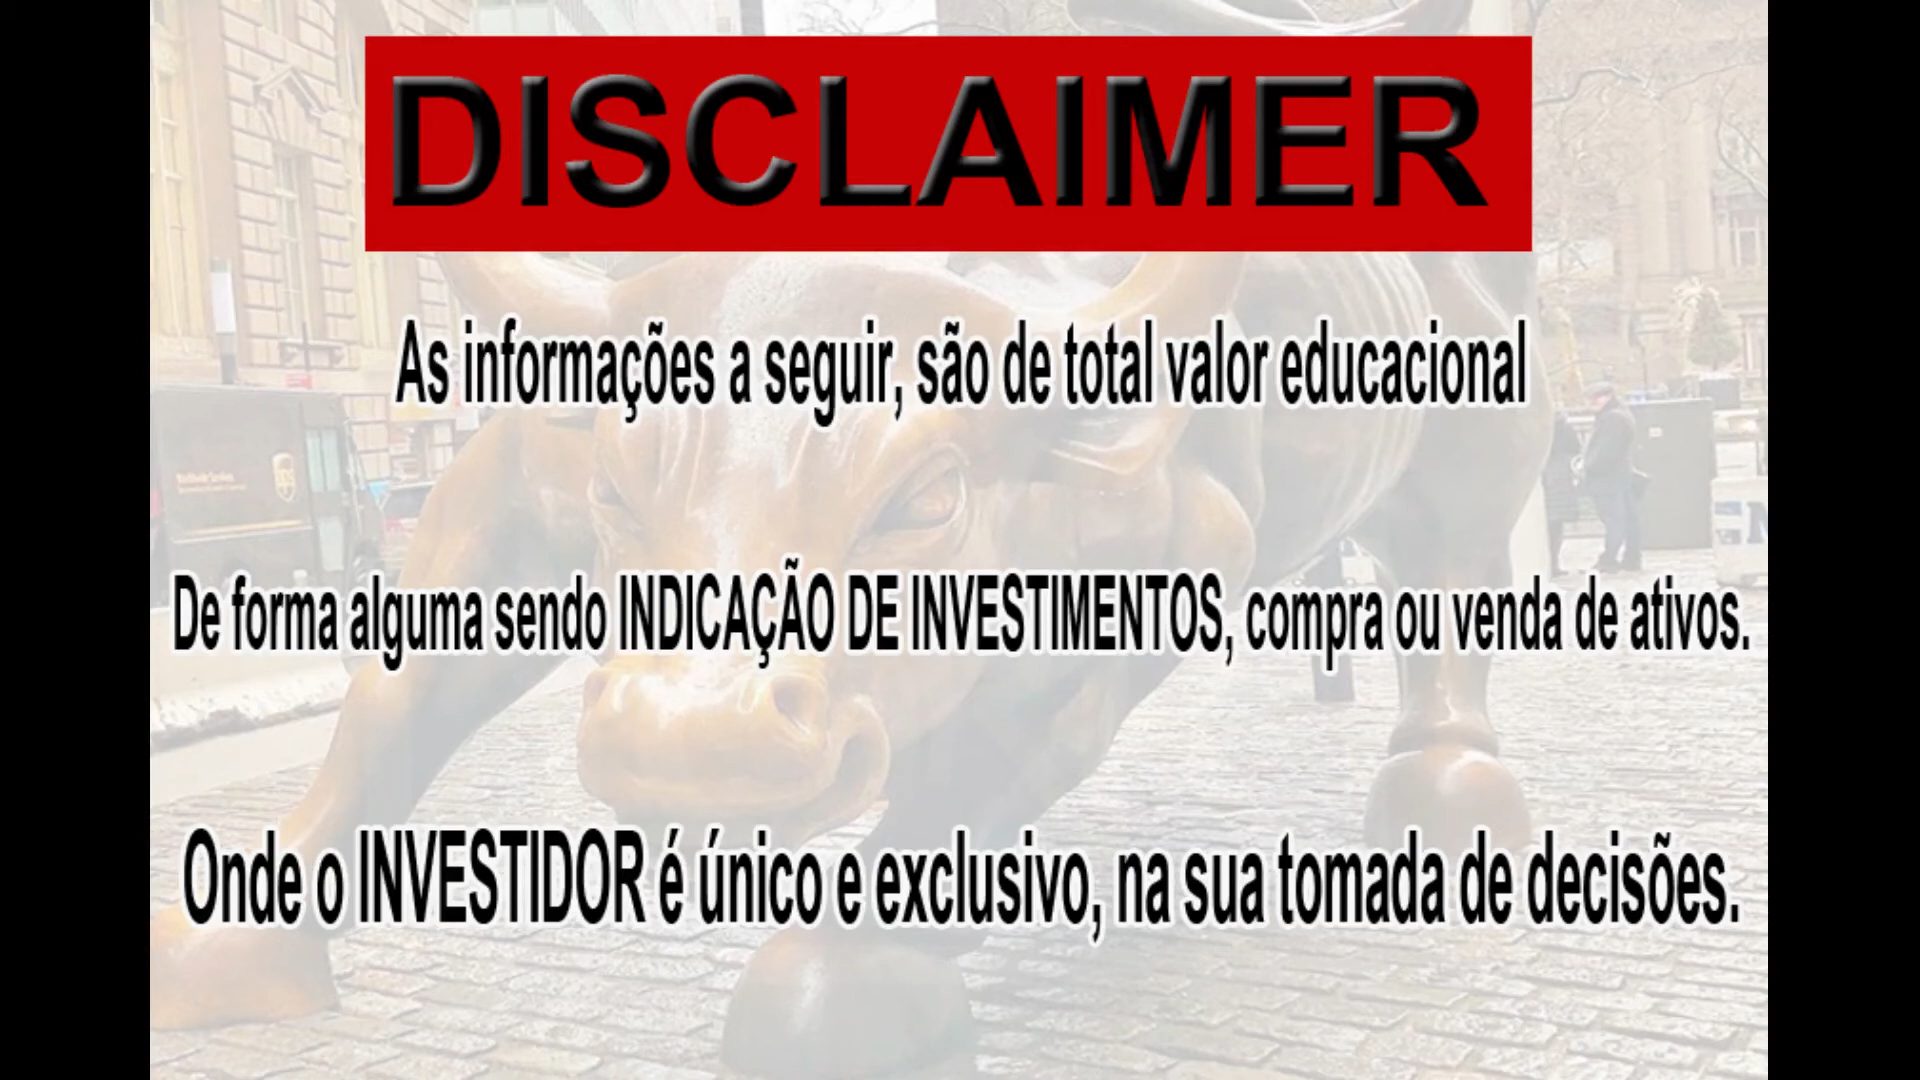 DISCLAIMER
As informações a seguir, são de total valor educacional
De forma alguma sendo INDICAÇÃO DE INVESTIMENTOS, compra ou venda de ativos.
Onde o INVESTIDOR é único e exclusivo, na sua tomada de decisões.